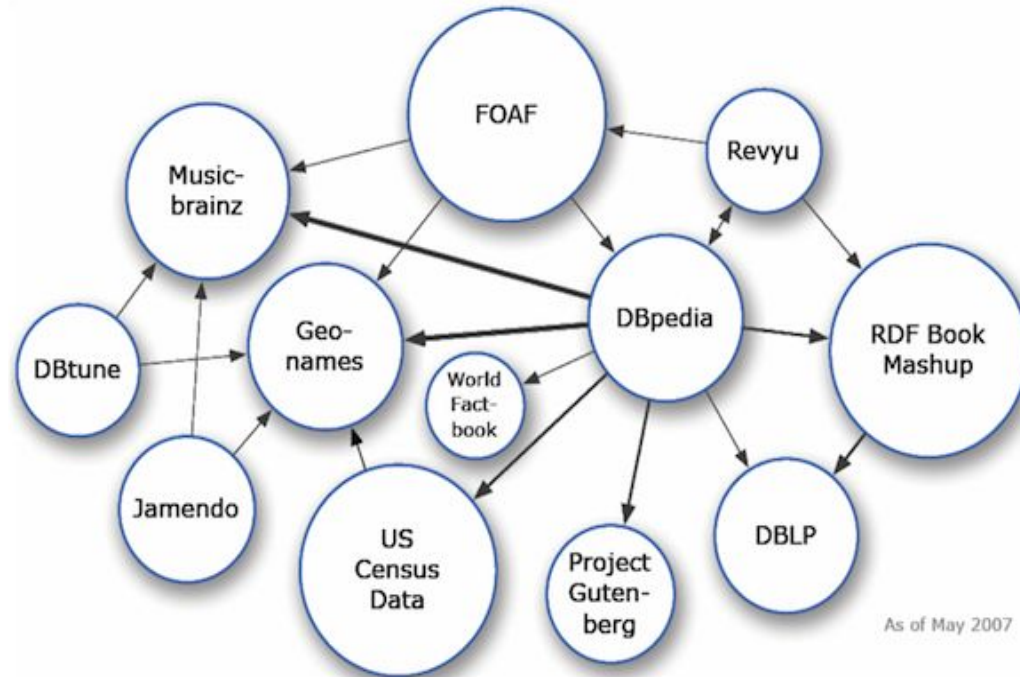 FOAF
Revyu
Music-
brainz
DBpedia
Geo-
names
RDF Book
Mashup
DBtune
World
Fact-
book
Jamendo
US
Census
Data
Project
Guten-
berg
DBLP
As of May 2007